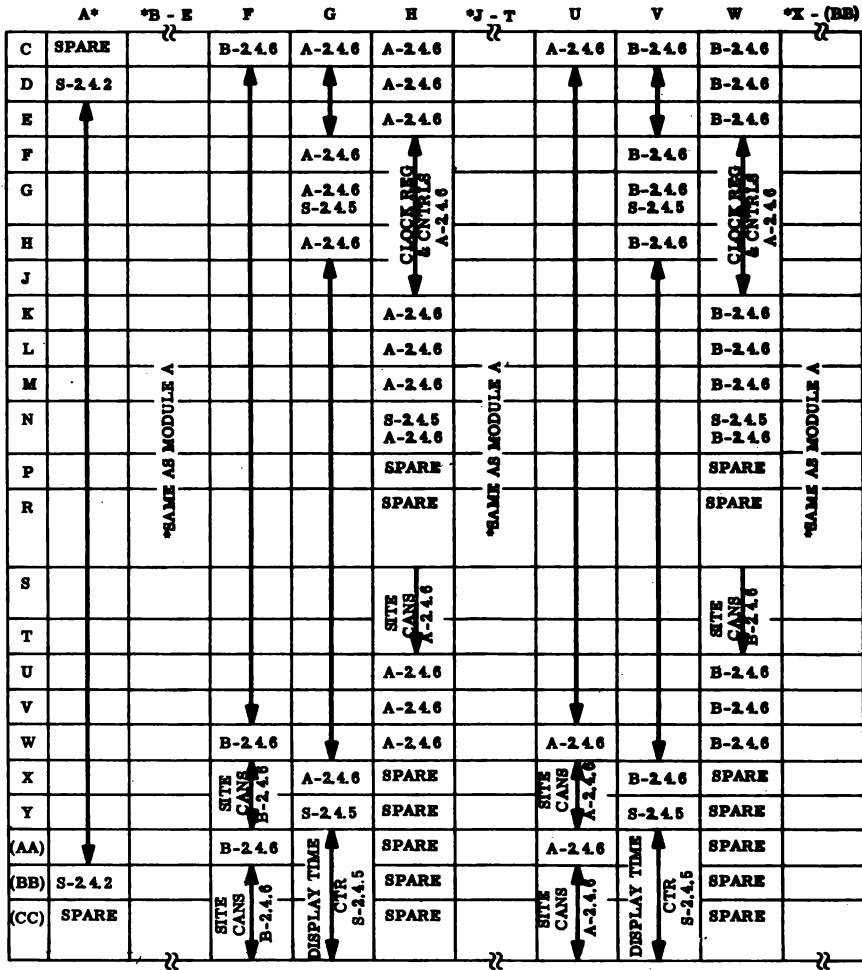 A* *B - E F G H *J - T U V W *X - (BB)
C SPARE B-2.4.6 A-2.4.6 A-2.4.6 A-2.4.6 B-2.4.6 B-2.4.6
D S-2.4.2 A-2.4.6 B-2.4.6
E A-2.4.6 B-2.4.6
F A-2.4.6 B-2.4.6
G A-2.4.6 B-2.4.6
S-2.4.5 S-2.4.5
H A-2.4.6 B-2.4.6
CLOCK REG
& CNTRLS
A-2.4.6
CLOCK REG
& CNTRLS
A-2.4.6
J
K A-2.4.6 B-2.4.6
L A-2.4.6 B-2.4.6
M A-2.4.6 B-2.4.6
N S-2.4.5 S-2.4.5
A-2.4.6 B-2.4.6
P SPARE SPARE
R SPARE SPARE
*SAME AS MODULE A
*SAME AS MODULE A
*SAME AS MODULE A
S
T
SITE
CANS
A-2.4.6
SITE
CANS
B-2.4.6
U A-2.4.6 B-2.4.6
V A-2.4.6 B-2.4.6
W B-2.4.6 A-2.4.6 A-2.4.6 B-2.4.6
X A-2.4.6 SPARE B-2.4.6 SPARE
Y S-2.4.5 SPARE S-2.4.5 SPARE
SITE
CANS
B-2.4.6
SITE
CANS
A-2.4.6
(AA) B-2.4.6 SPARE A-2.4.6 SPARE
(BB) S-2.4.2 SPARE SPARE
(CC) SPARE SPARE SPARE
SITE
CANS
B-2.4.6
DISPLAY TIME
CTR
S-2.4.5
SITE
CANS
A-2.4.6
DISPLAY TIME
CTR
S-2.4.5